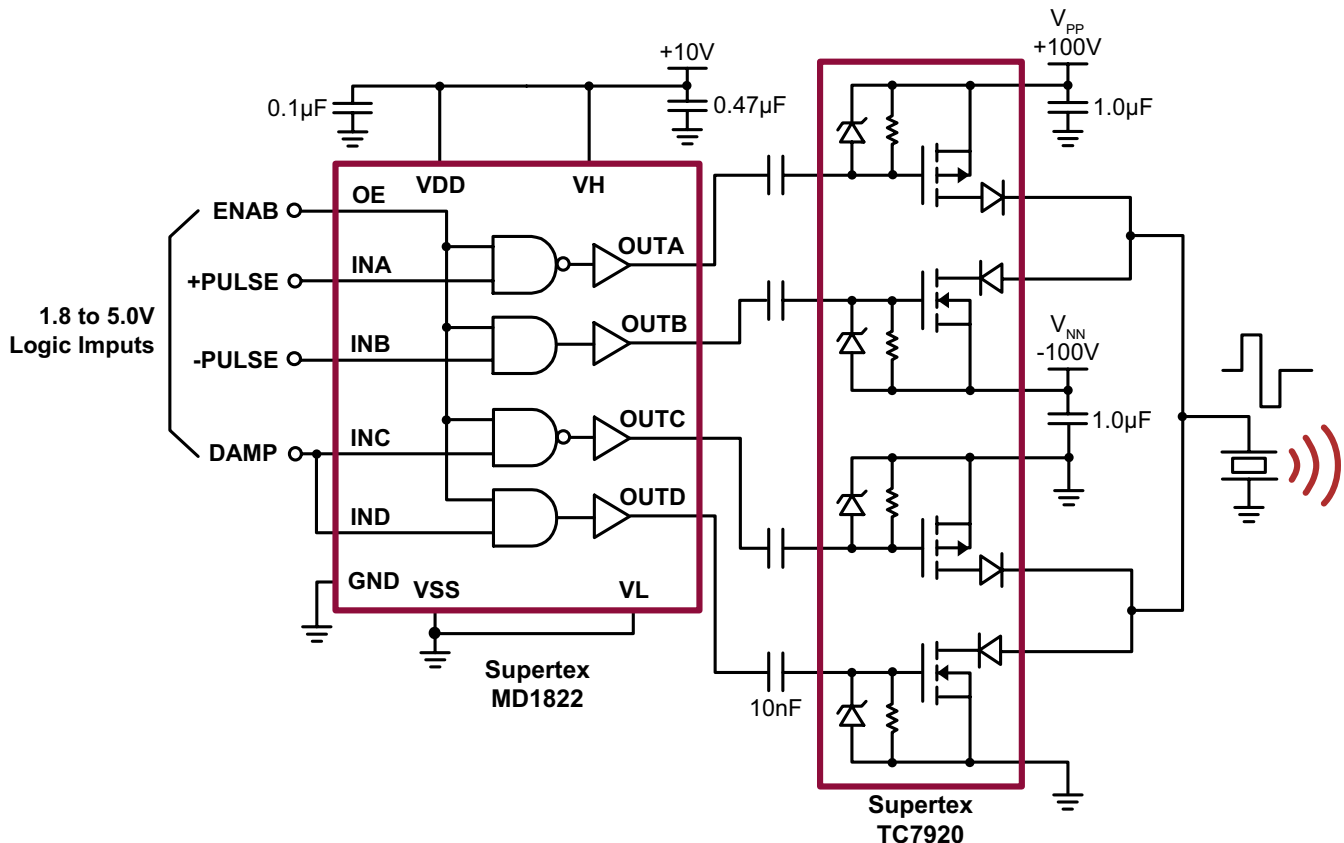 VPP
+100V
+10V
0.1µF
0.47µF
1.0µF
VDD
VH
ENAB
OE
OUTA
+PULSE
INA
1.8 to 5.0V
Logic Imputs
OUTB
-PULSE
INB
VNN
-100V
OUTC
1.0µF
DAMP
INC
OUTD
IND
GND
VSS
VL
Supertex
MD1822
10nF
Supertex
TC7920